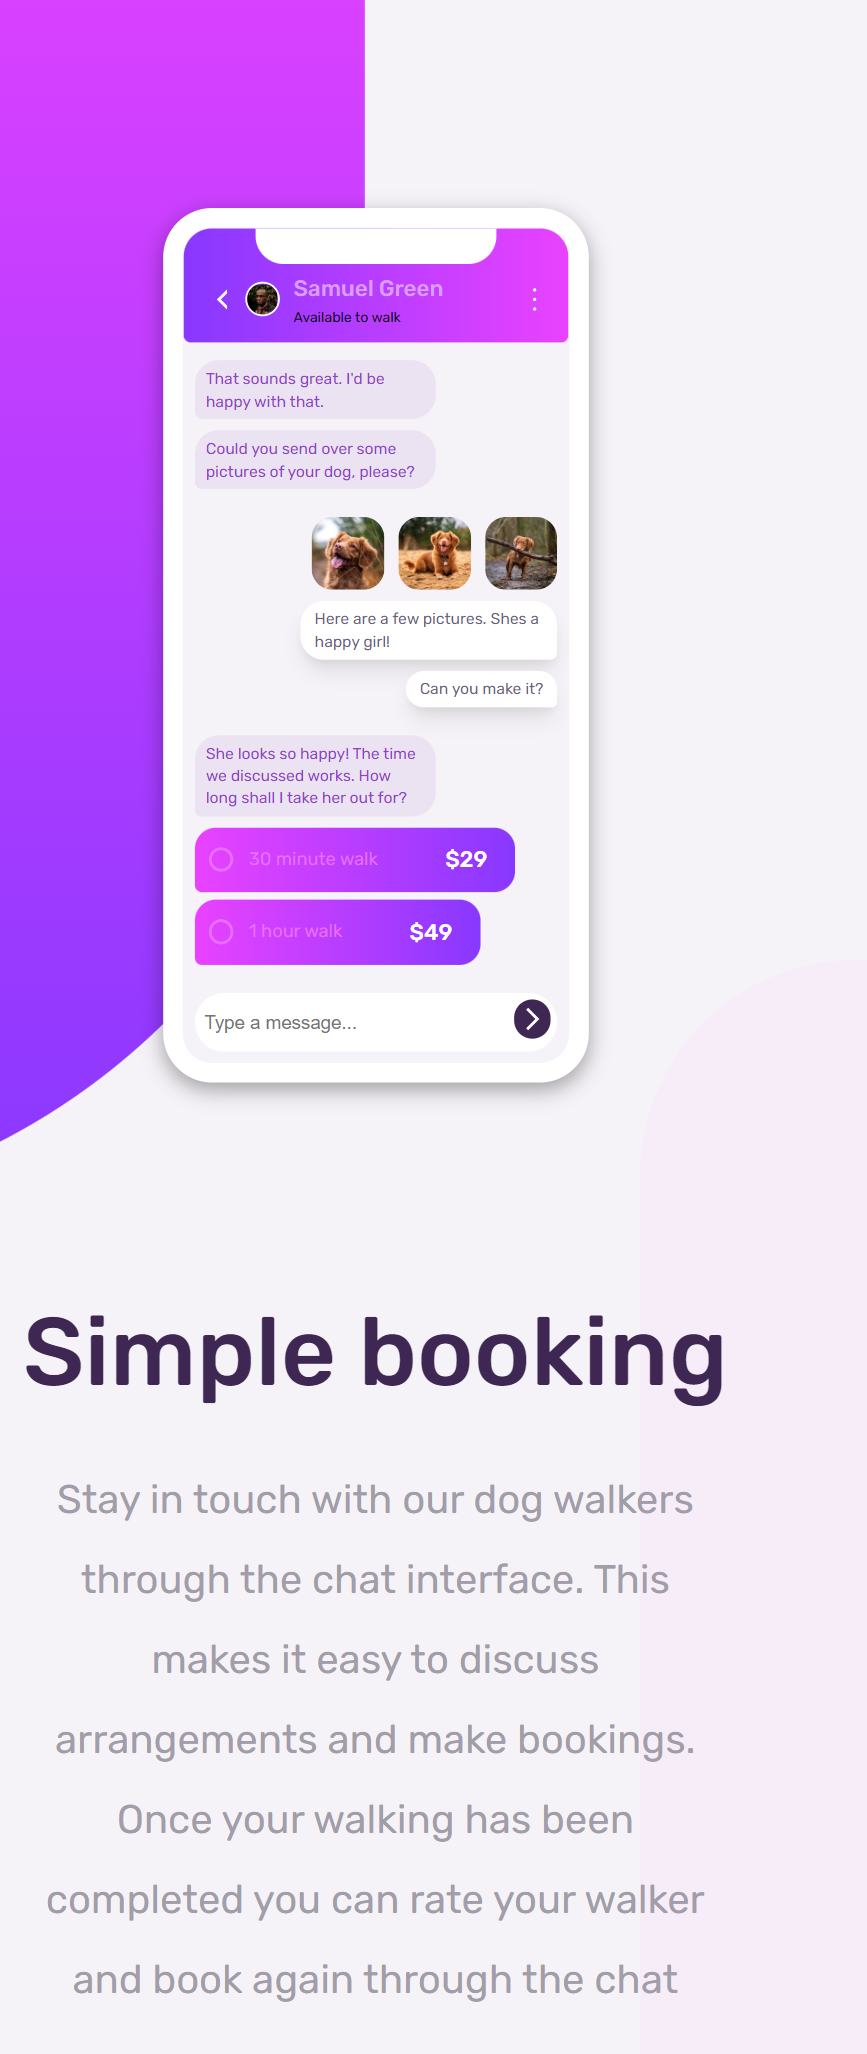 Samuel Green
Available to walk
That sounds great. I'd be
happy with that.
Could you send over some
pictures of your dog, please?
Here are a few pictures. Shes a
happy girl!
Can you make it?
She looks so happy! The time
we discussed works. How
long shall I take her out for?
30 minute walk $29
1 hour walk $49
Type a message...
Simple booking
Stay in touch with our dog walkers
through the chat interface. This
makes it easy to discuss
arrangements and make bookings.
Once your walking has been
completed you can rate your walker
and book again through the chat